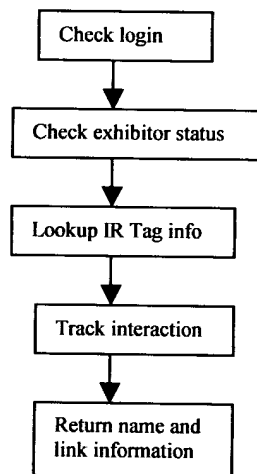 Check login
Check exhibitor status
Lookup IR Tag info
Track interaction
Return name and
link information